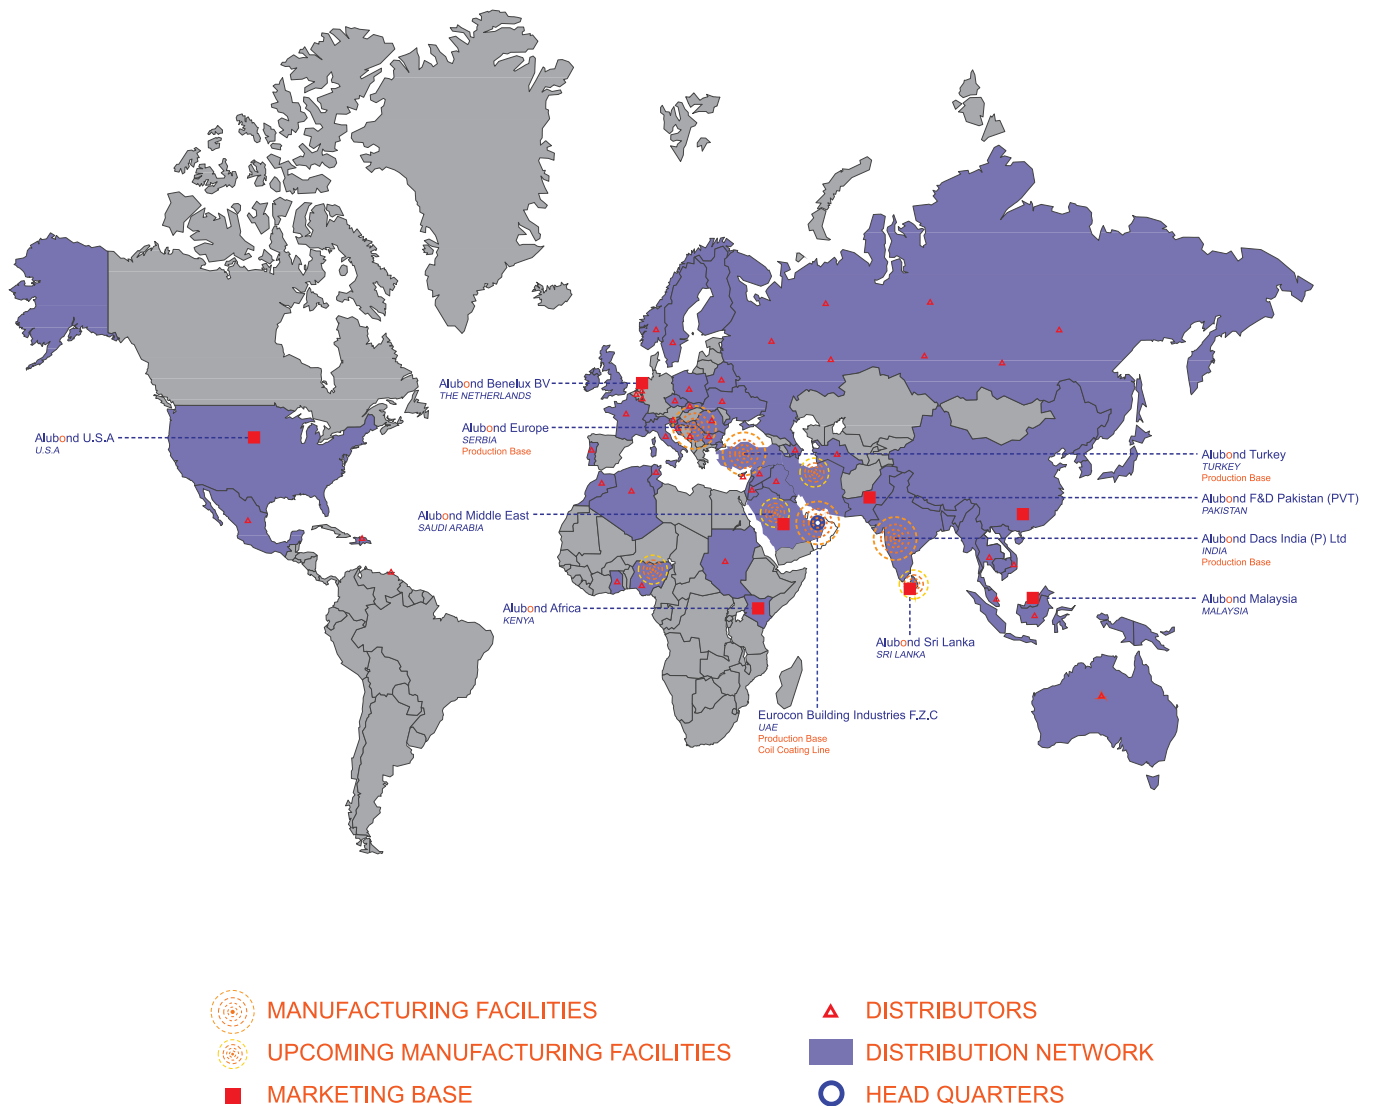 Alubond Benelux BV
THE NETHERLANDS
Alubond U.S.A
U.S.A
Alubond Europe
SERBIA
Production Base
Alubond Middle East
SAUDI ARABIA
Alubond Africa
KENYA
Alubond Turkey
TURKEY
Production Base
Alubond F&D Pakistan (PVT)
PAKISTAN
Alubond Dacs India (P) Ltd
INDIA
Production Base
Alubond Malaysia
MALAYSIA
Alubond Sri Lanka
SRI LANKA
Eurocon Building Industries F.Z.C
UAE
Production Base
Coil Coating Line
MANUFACTURING FACILITIES
UPCOMING MANUFACTURING FACILITIES
MARKETING BASE
DISTRIBUTORS
DISTRIBUTION NETWORK
HEAD QUARTERS